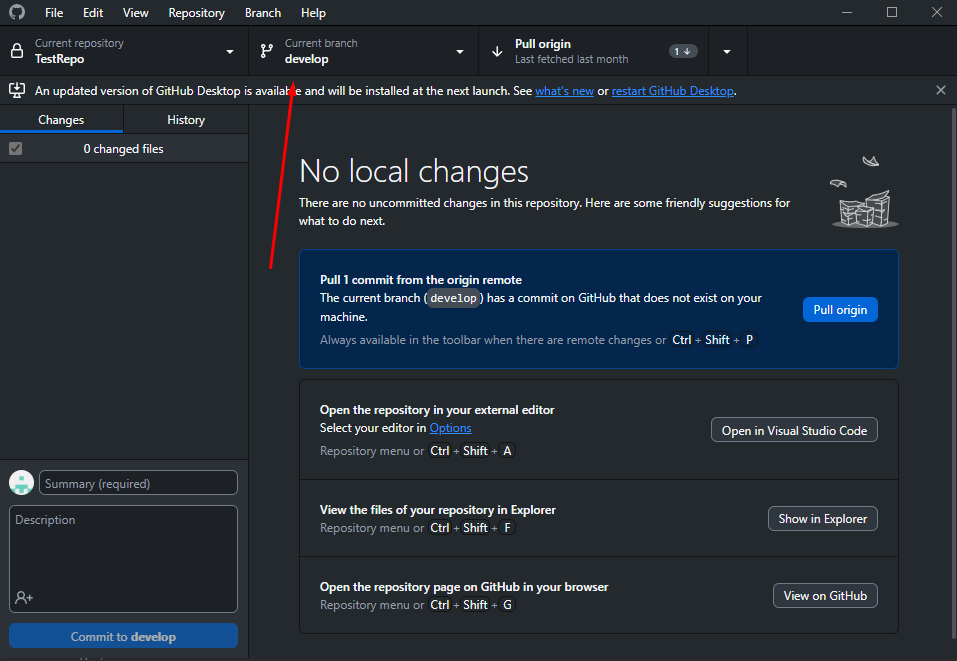 File Edit View Repository Branch Help
Current repository
TestRepo
Current branch
develop
Pull origin
Last fetched last month
1
An updated version of GitHub Desktop is available and will be installed at the next launch. See what's new or restart GitHub Desktop.
Changes
History
0 changed files
Summary (required)
Description
Commit to develop
No local changes
There are no uncommitted changes in this repository. Here are some friendly suggestions for
what to do next.
Pull 1 commit from the origin remote
The current branch (develop) has a commit on GitHub that does not exist on your
machine.
Always available in the toolbar when there are remote changes or Ctrl + Shift + P
Pull origin
Open the repository in your external editor
Select your editor in Options
Repository menu or Ctrl + Shift + A
Open in Visual Studio Code
View the files of your repository in Explorer
Repository menu or Ctrl + Shift + F
Show in Explorer
Open the repository page on GitHub in your browser
Repository menu or Ctrl + Shift + G
View on GitHub